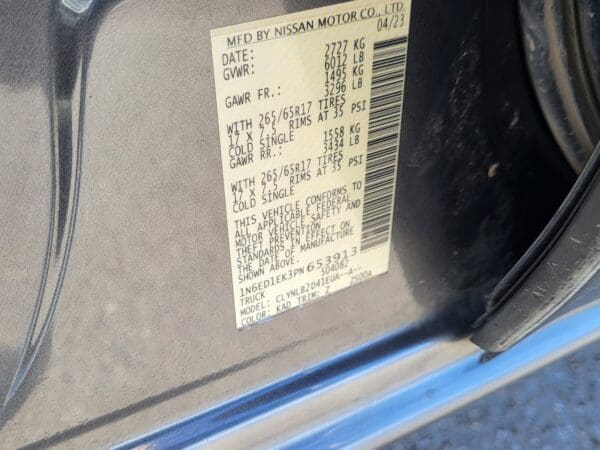 MFD BY NISSAN MOTOR CO., LTD.
DATE: 04/23
GVWR: 2727 KG
6012 LB
GAWR FR.: 1495 KG
3296 LB
WITH 265/65R17 TIRES
17 X 7.5 RIMS AT 35 PSI
COLD SINGLE
GAWR RR.: 1558 KG
3434 LB
WITH 265/65R17 TIRES
17 X 7.5 RIMS AT 35 PSI
COLD SINGLE
THIS VEHICLE CONFORMS TO
ALL APPLICABLE FEDERAL
MOTOR VEHICLE SAFETY AND
THEFT PREVENTION
STANDARDS IN EFFECT ON
THE DATE OF MANUFACTURE
SHOWN ABOVE.
1N6ED1EK3PN653913
TRUCK 504082
MODEL: CLYNLB2D41EUA--A--
COLOR: KAD TRIM: Z Z500A